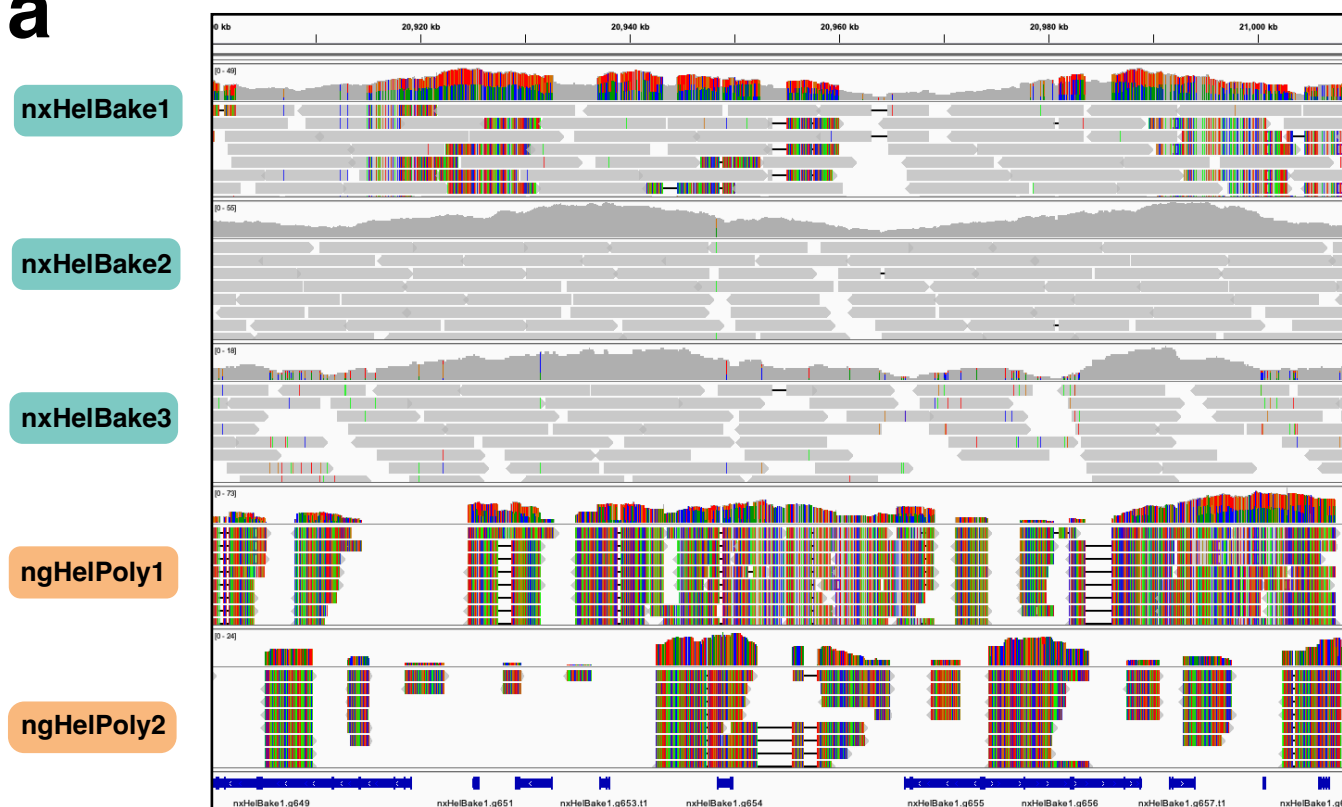 a
0 kb 20,920 kb 20,940 kb 20,960 kb 20,980 kb 21,000 kb
[0 - 49]
nxHelBake1
[0 - 55]
nxHelBake2
[0 - 18]
nxHelBake3
[0 - 73]
ngHelPoly1
[0 - 24]
ngHelPoly2
nxHelBake1.g649 nxHelBake1.g651 nxHelBake1.g653.t1 nxHelBake1.g654 nxHelBake1.g655 nxHelBake1.g656 nxHelBake1.g657.t1 nxHelBake1.g